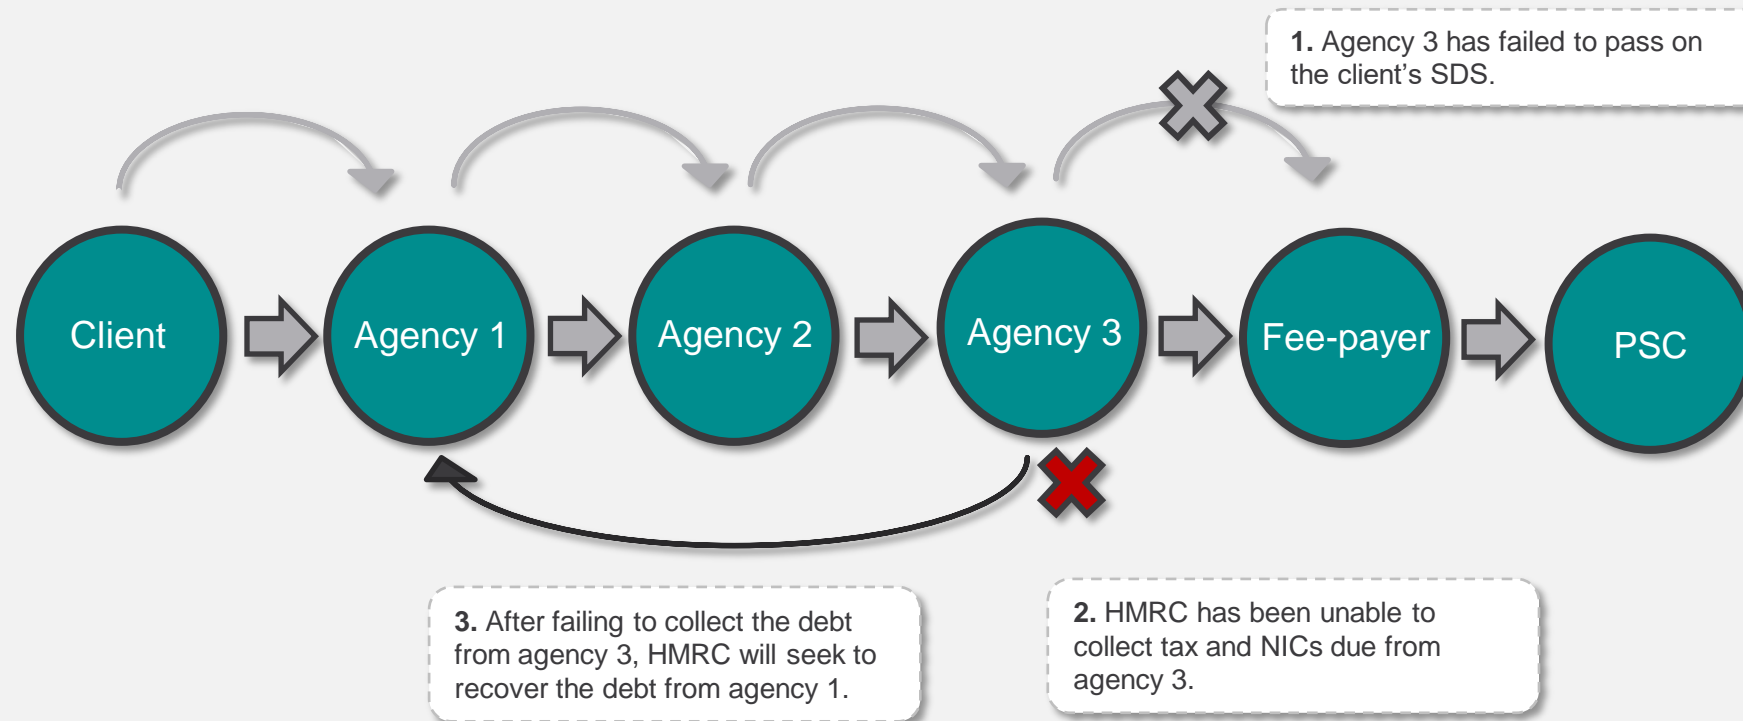 1. Agency 3 has failed to pass on
the client’s SDS.
Client
Agency 1
Agency 2
Agency 3
Fee-payer
PSC
3. After failing to collect the debt
from agency 3, HMRC will seek to
recover the debt from agency 1.
2. HMRC has been unable to
collect tax and NICs due from
agency 3.